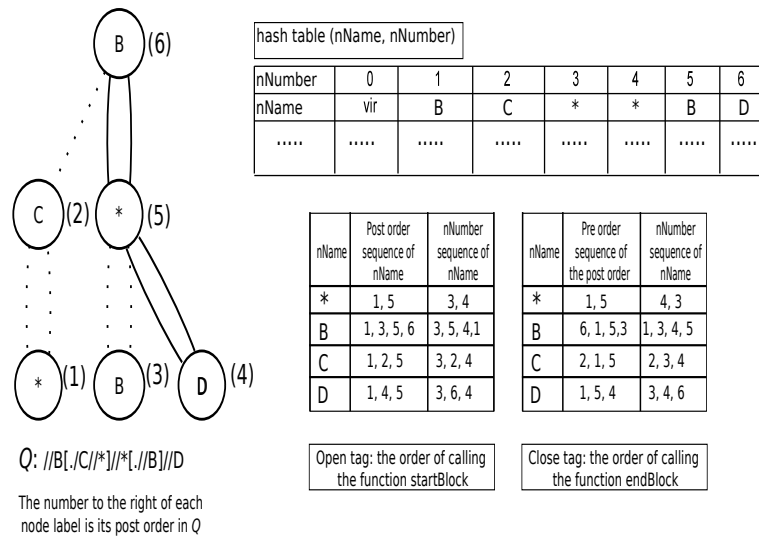 B (6)
C (2) * (5)
* (1) B (3) D (4)
Q: //B[./C//*]//*[.//B]//D
The number to the right of each
node label is its post order in Q
hash table (nName, nNumber)
nNumber 0 1 2 3 4 5 6
nName vir B C * * B D
..... ..... ..... ..... ..... ..... ..... .....
nName Post order sequence of nName nNumber sequence of nName
* 1, 5 3, 4
B 1, 3, 5, 6 3, 5, 4,1
C 1, 2, 5 3, 2, 4
D 1, 4, 5 3, 6, 4
Open tag: the order of calling
the function startBlock
nName Pre order sequence of the post order nNumber sequence of nName
* 1, 5 4, 3
B 6, 1, 5,3 1, 3, 4, 5
C 2, 1, 5 2, 3, 4
D 1, 5, 4 3, 4, 6
Close tag: the order of calling
the function endBlock